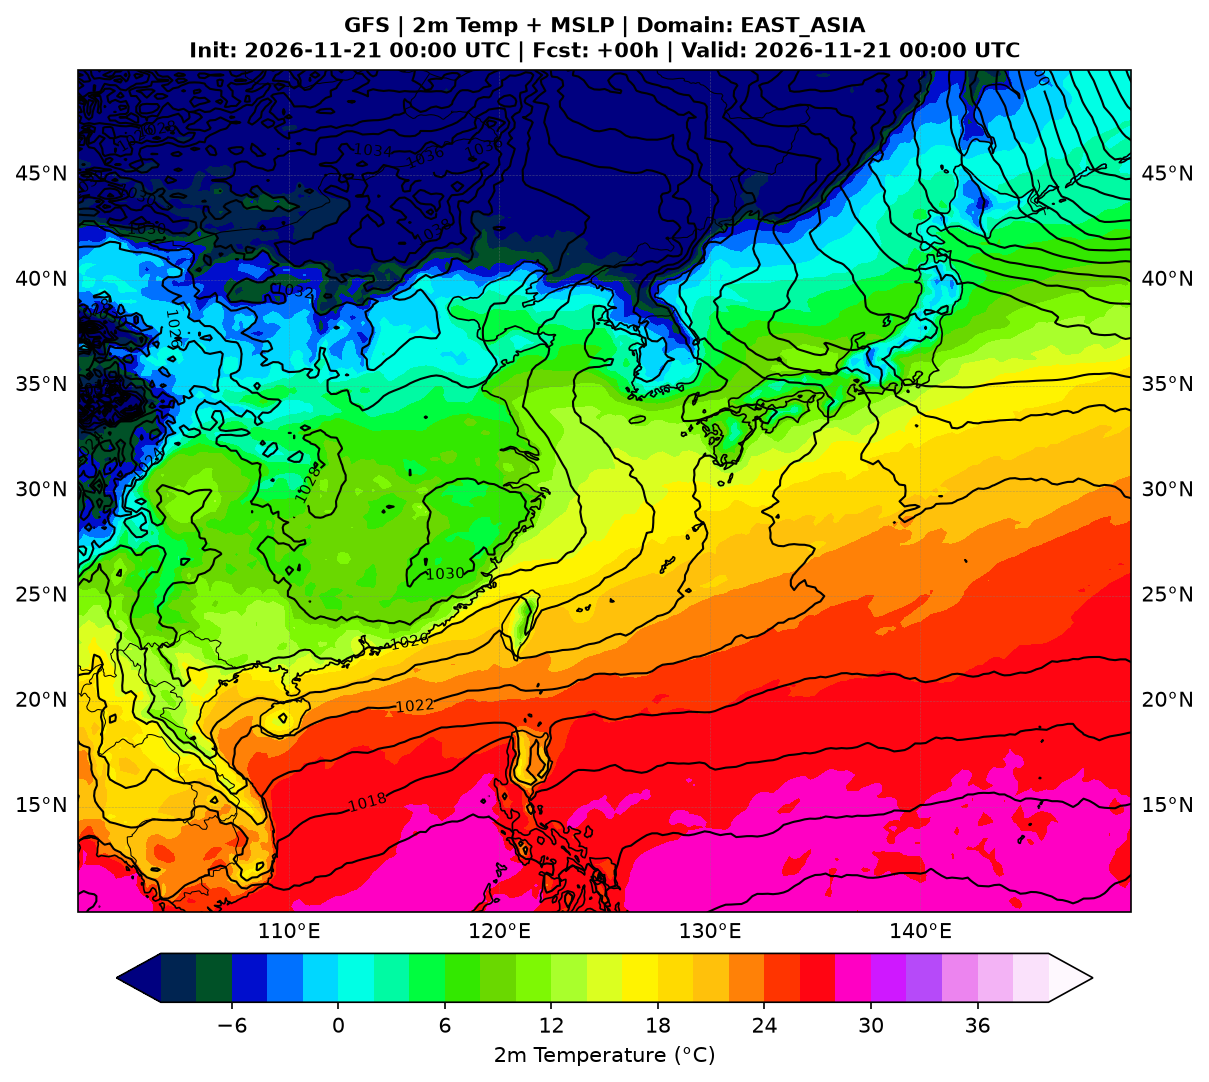 GFS | 2m Temp + MSLP | Domain: EAST_ASIA
Init: 2026-11-21 00:00 UTC | Fcst: +00h | Valid: 2026-11-21 00:00 UTC
1034
1036
45°N 45°N
1030
40°N 40°N
1032
35°N 35°N
1028
30°N 30°N
1030
25°N 25°N
1026
20°N 20°N
1022
15°N 15°N
1018
110°E 120°E 130°E 140°E
−6 0 6 12 18 24 30 36
2m Temperature (°C)